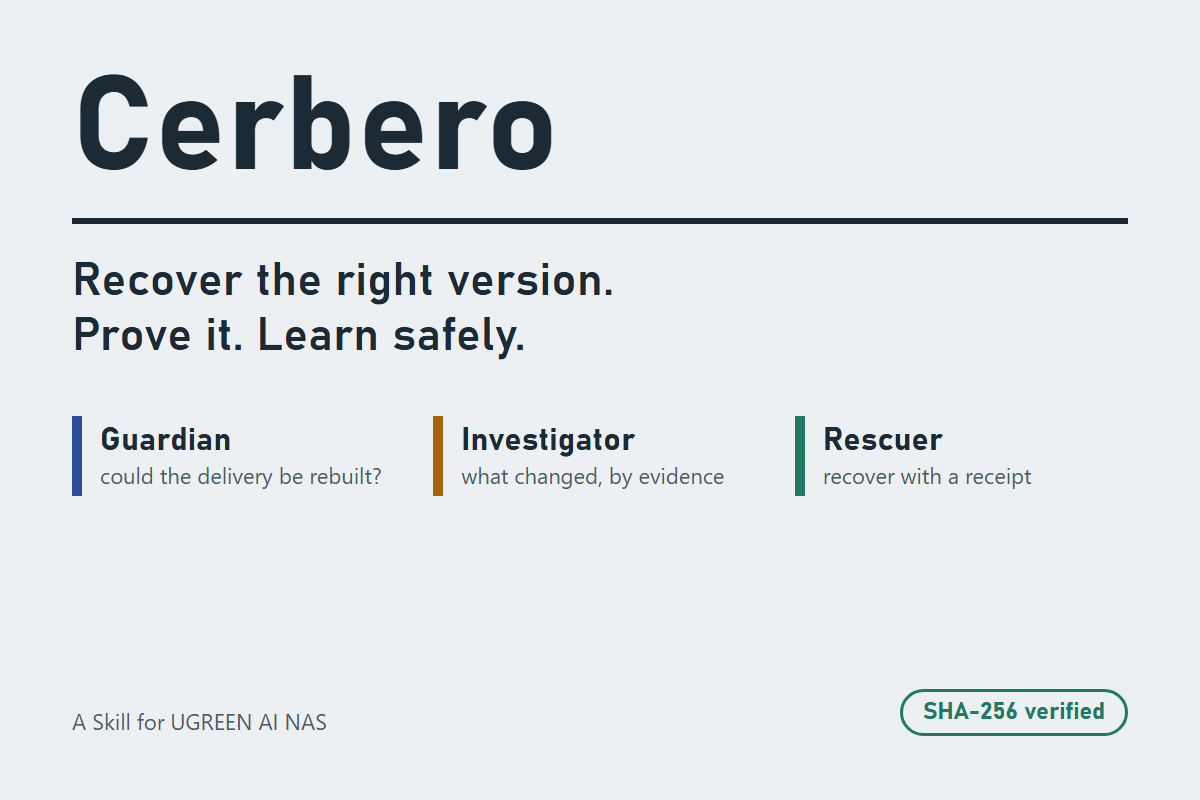 Cerbero
Recover the right version.
Prove it. Learn safely.
Guardian
could the delivery be rebuilt?
Investigator
what changed, by evidence
Rescuer
recover with a receipt
A Skill for UGREEN AI NAS
SHA-256 verified